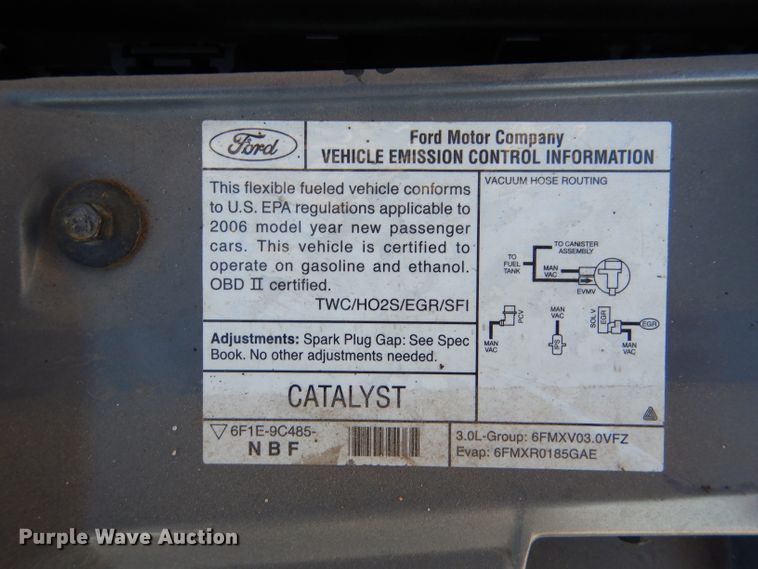 Ford
Ford Motor Company
VEHICLE EMISSION CONTROL INFORMATION
This flexible fueled vehicle conforms
to U.S. EPA regulations applicable to
2006 model year new passenger
cars. This vehicle is certified to
operate on gasoline and ethanol.
OBD II certified.
TWC/HO2S/EGR/SFI
Adjustments: Spark Plug Gap: See Spec
Book. No other adjustments needed.
CATALYST
6F1E-9C485-
NBF
VACUUM HOSE ROUTING
TO CANISTER
ASSEMBLY
TO
FUEL
TANK
MAN
VAC
EVMV
PCV
MAN
VAC
MAN
VAC
IPS
SOL V
EGR
EGR
MAN
VAC
3.0L-Group: 6FMXV03.0VFZ
Evap: 6FMXR0185GAE
Purple Wave Auction